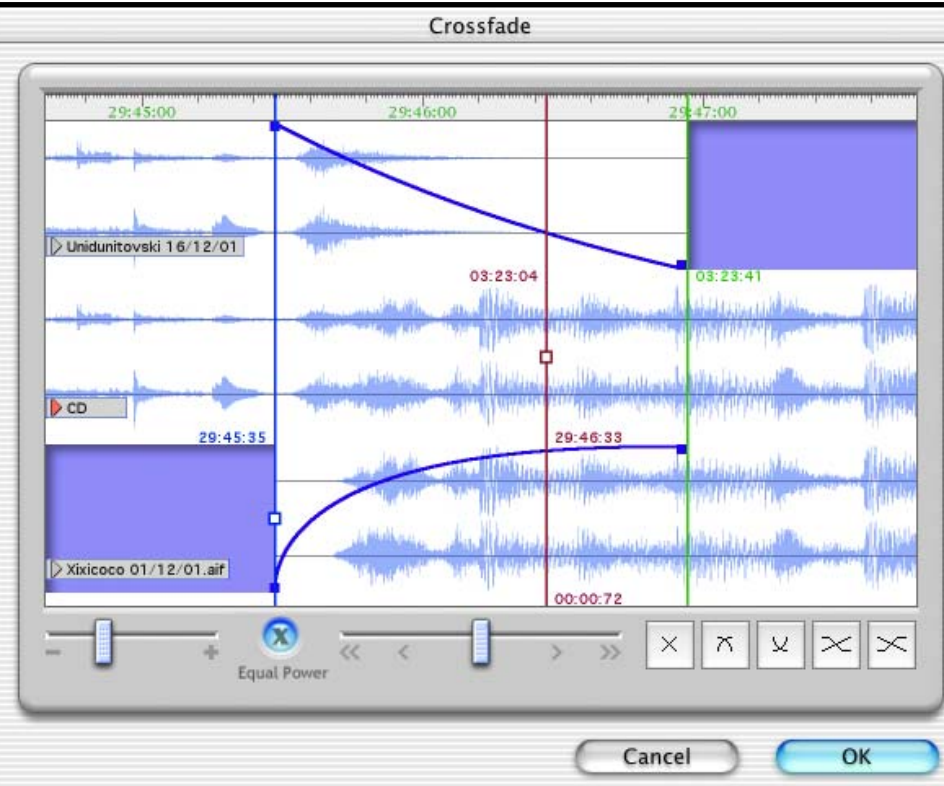 Crossfade
29:45:00 29:46:00 29:47:00
Unidunitovski 16/12/01
03:23:04 03:23:41
CD
29:45:35 29:46:33
Xixicoco 01/12/01.aif
00:00:72
− + X << < > >>
Equal Power
Cancel OK